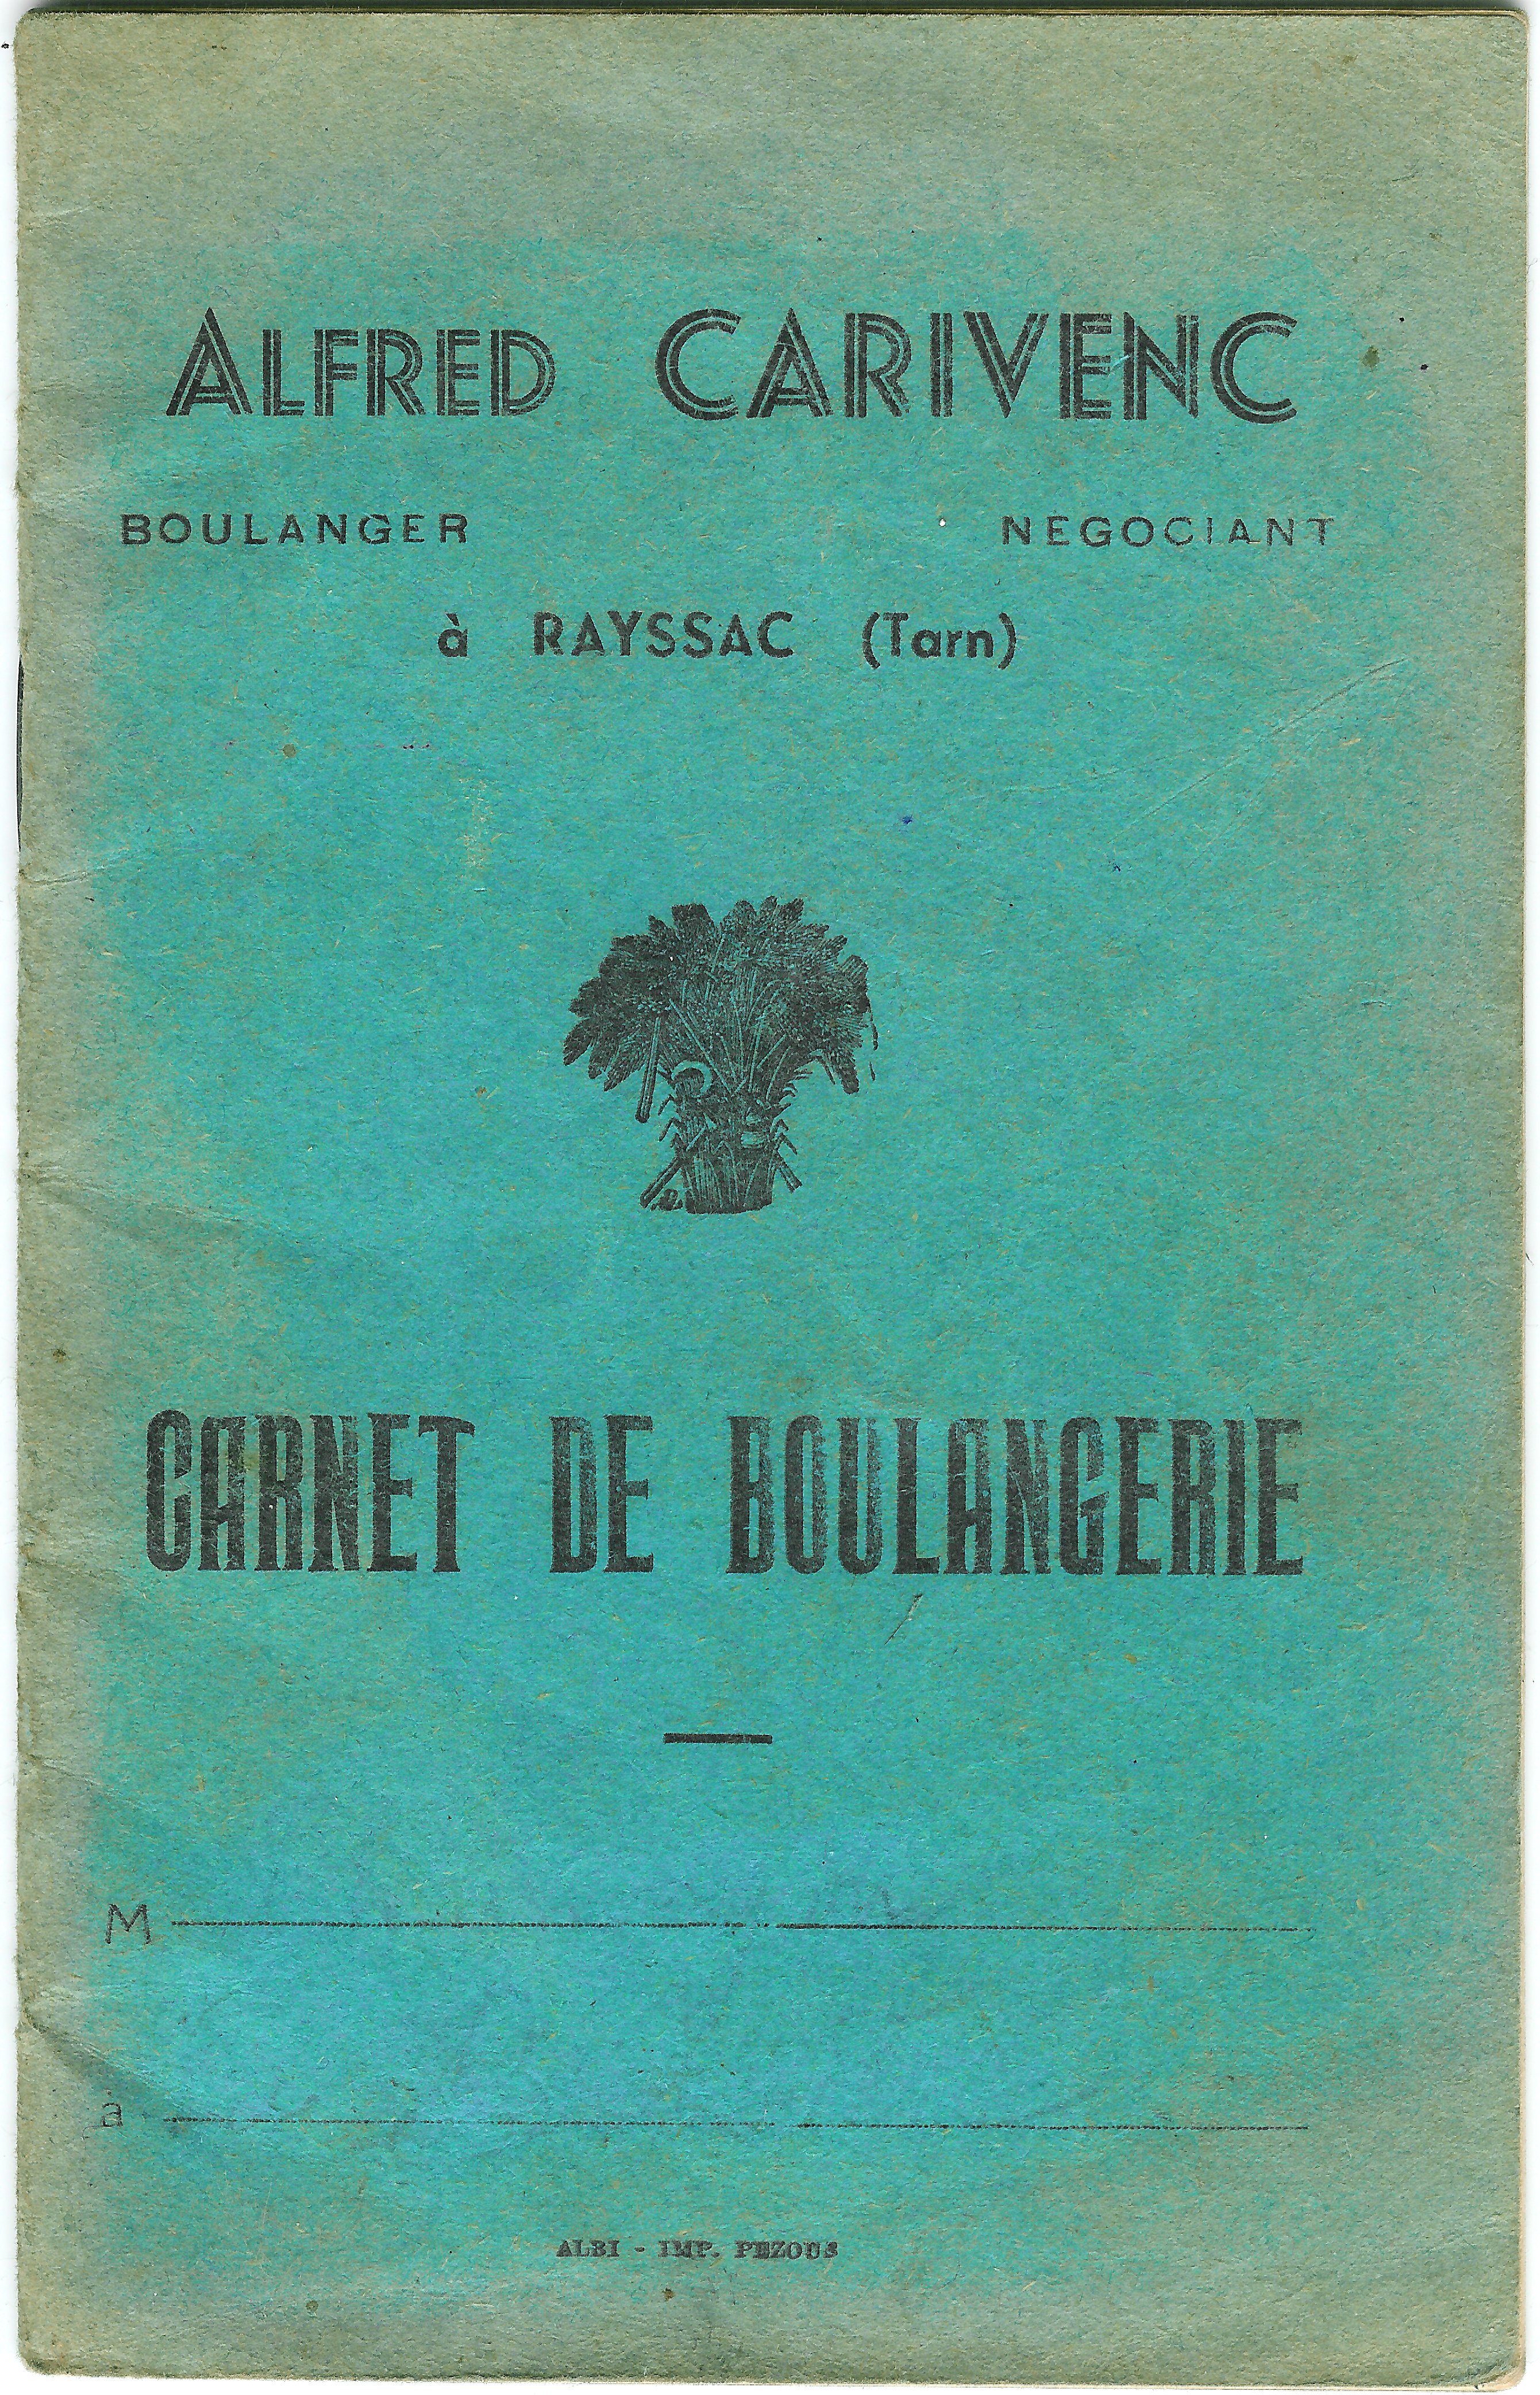 ALFRED CARIVENC
BOULANGER NEGOCIANT
à RAYSSAC (Tarn)
CARNET DE BOULANGERIE
M
à
ALBI - IMP. PEZOUS